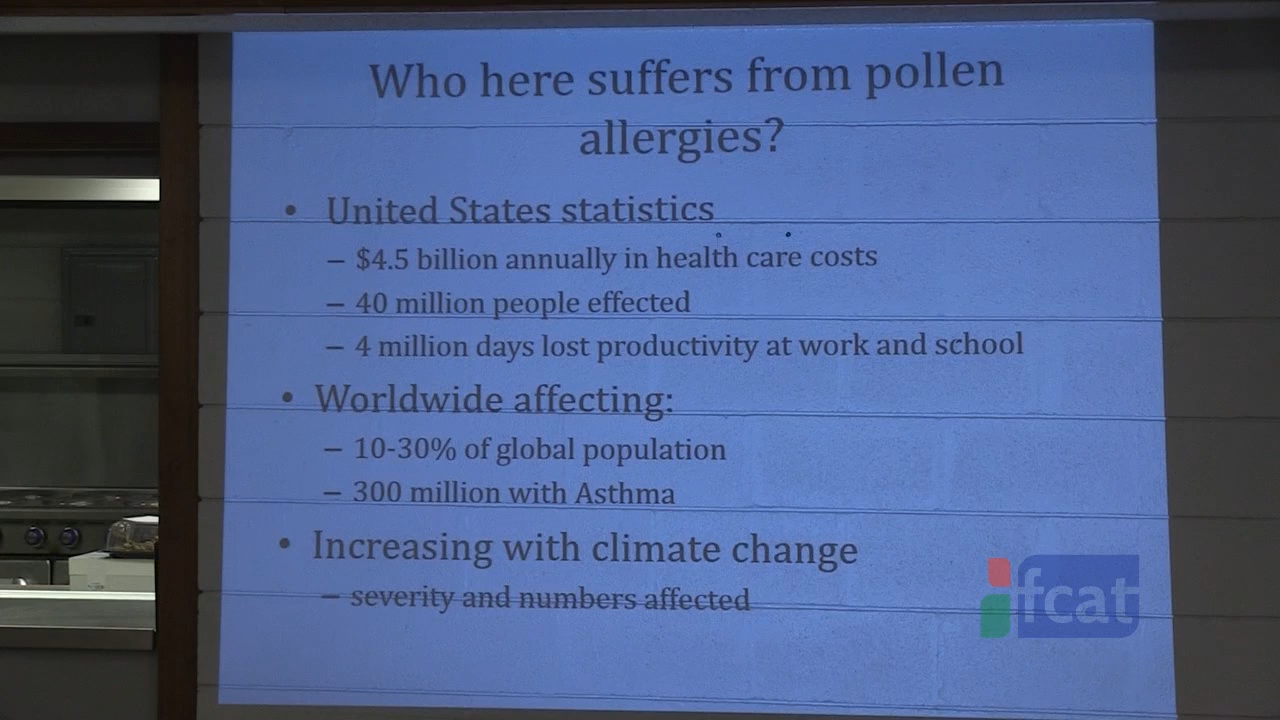 Who here suffers from pollen
allergies?
• United States statistics
– $4.5 billion annually in health care costs
– 40 million people effected
– 4 million days lost productivity at work and school
• Worldwide affecting:
– 10-30% of global population
– 300 million with Asthma
• Increasing with climate change
– severity and numbers affected
fcat